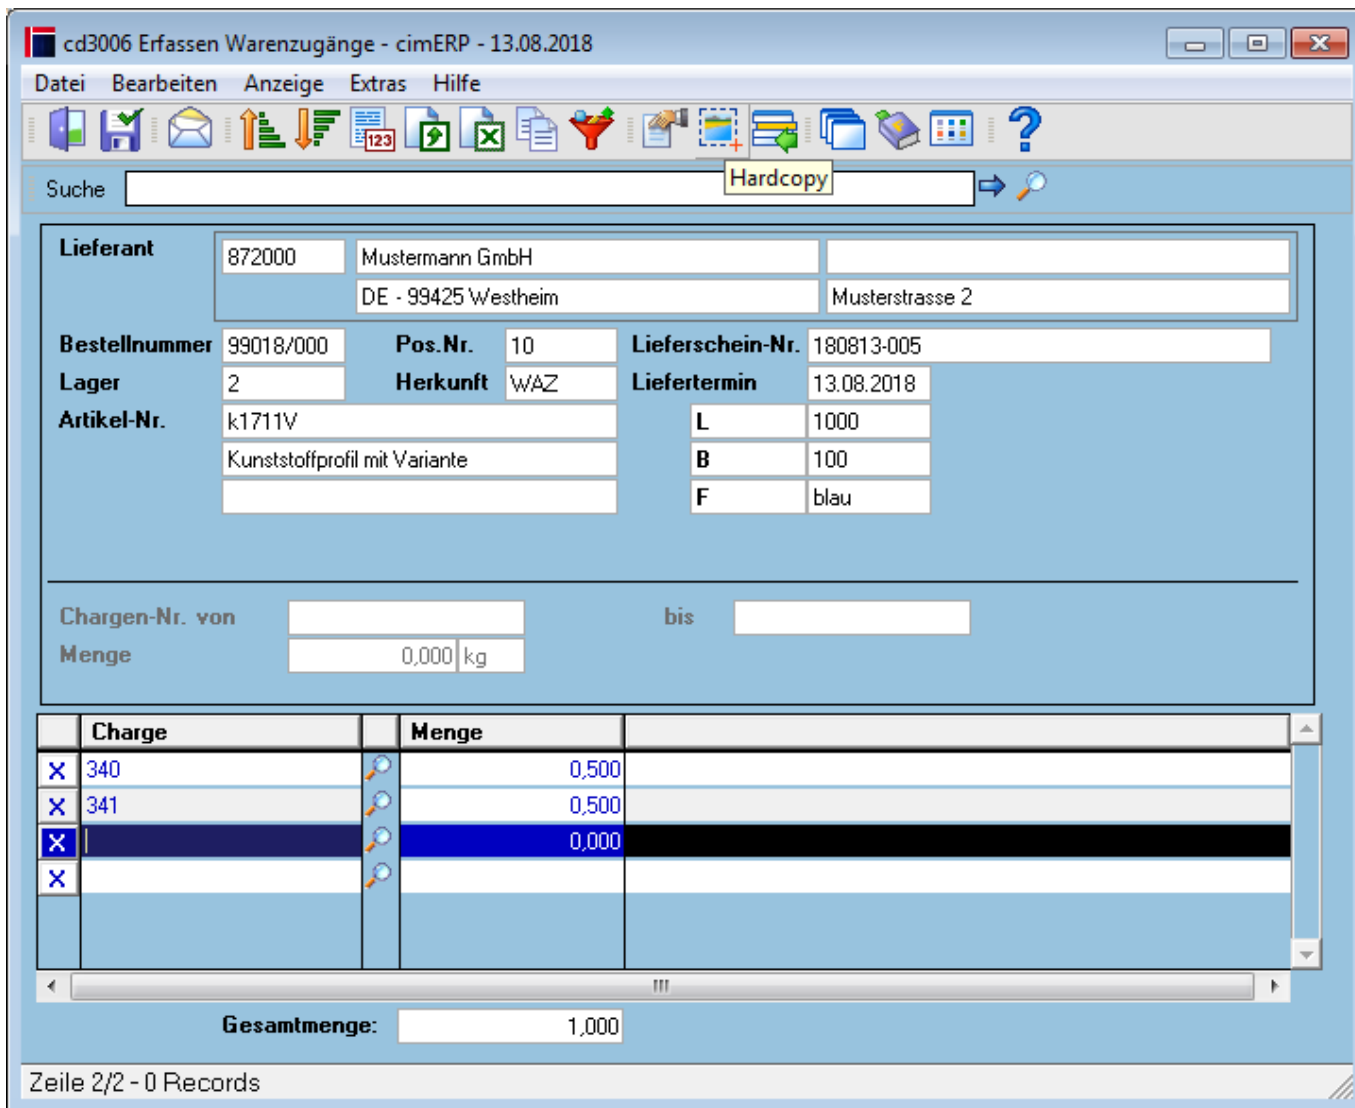 cd3006 Erfassen Warenzugänge - cimERP - 13.08.2018
Datei Bearbeiten Anzeige Extras Hilfe
123
Hardcopy
Suche
Lieferant 872000 Mustermann GmbH
DE - 99425 Westheim Musterstrasse 2
Bestellnummer 99018/000 Pos.Nr. 10 Lieferschein-Nr. 180813-005
Lager 2 Herkunft WAZ Liefertermin 13.08.2018
Artikel-Nr. k1711V L 1000
Kunststoffprofil mit Variante B 100
F blau
Chargen-Nr. von bis
Menge 0,000 kg
Charge Menge
X 340 0,500
X 341 0,500
X 0,000
X
Gesamtmenge: 1,000
Zeile 2/2 - 0 Records